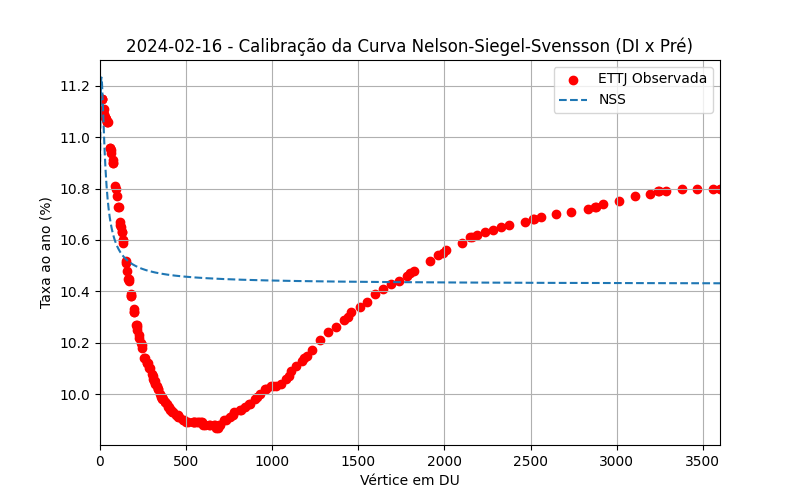 2024-02-16 - Calibração da Curva Nelson-Siegel-Svensson (DI x Pré)
ETTJ Observada
NSS
Taxa ao ano (%)
11.2
11.0
10.8
10.6
10.4
10.2
10.0
0 500 1000 1500 2000 2500 3000 3500
Vértice em DU